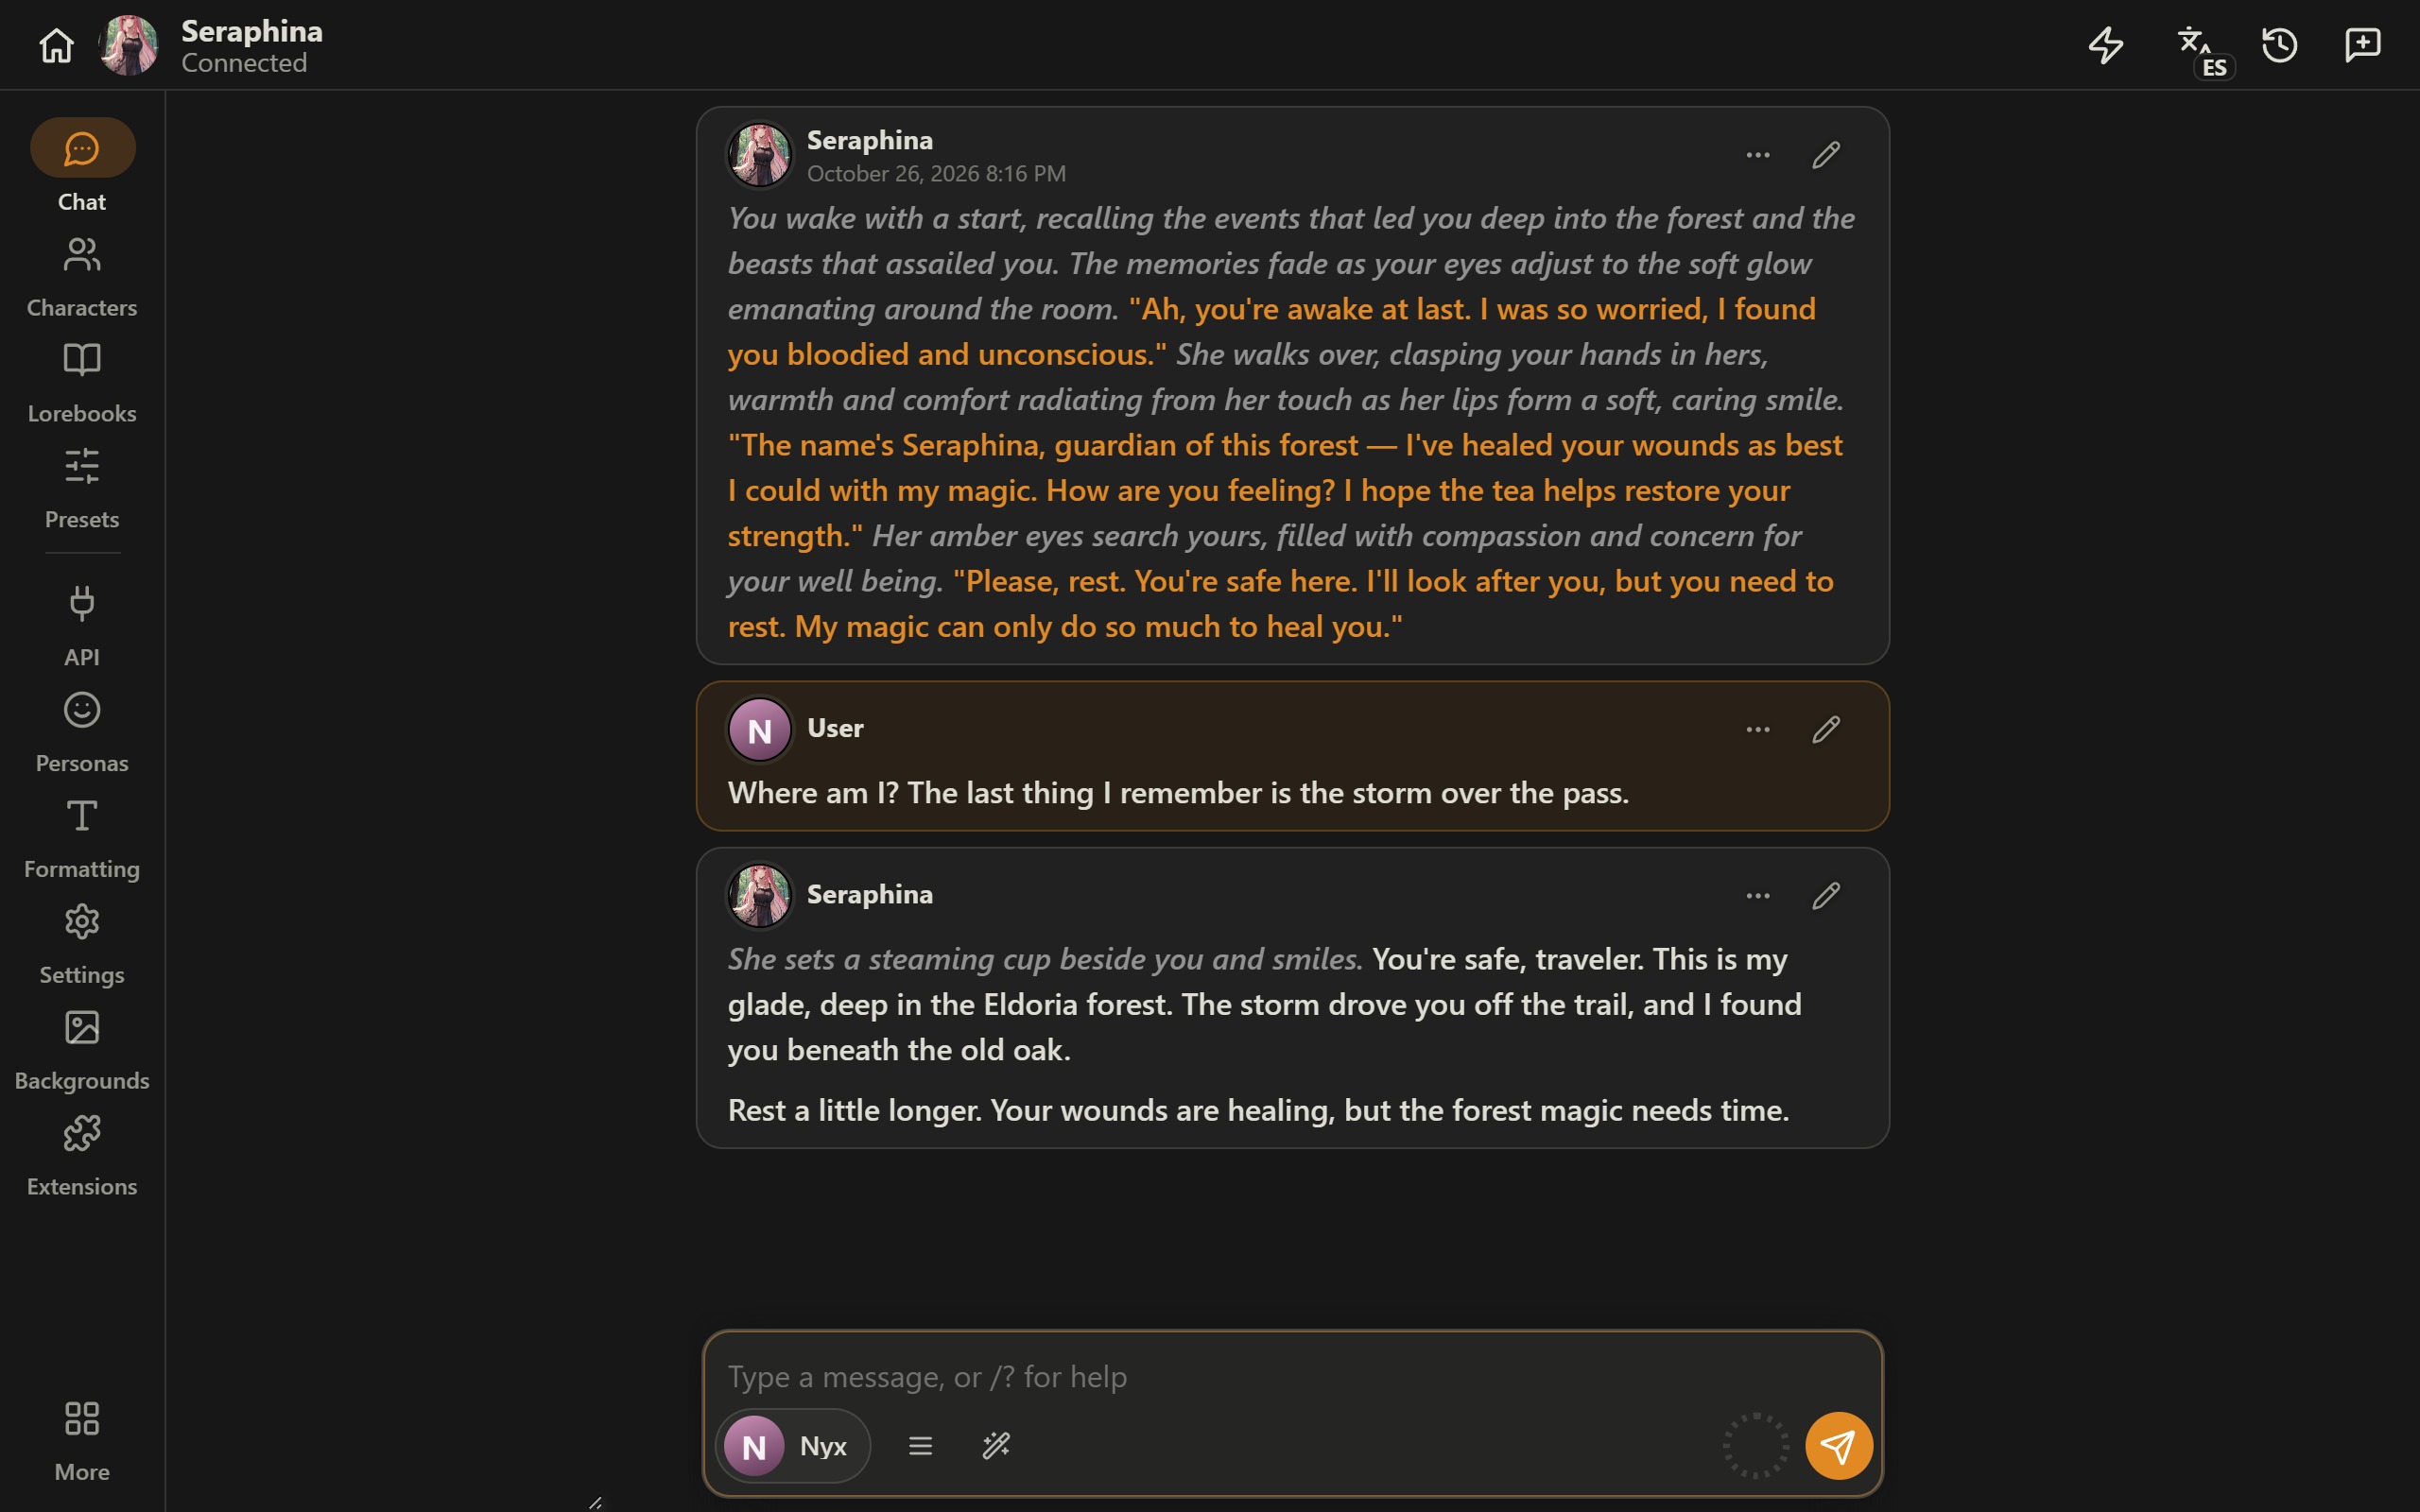 Seraphina
Connected
ES
Chat
Characters
Lorebooks
Presets
API
Personas
Formatting
Settings
Backgrounds
Extensions
More
Seraphina
October 26, 2026 8:16 PM
You wake with a start, recalling the events that led you deep into the forest and the
beasts that assailed you. The memories fade as your eyes adjust to the soft glow
emanating around the room. "Ah, you're awake at last. I was so worried, I found
you bloodied and unconscious." She walks over, clasping your hands in hers,
warmth and comfort radiating from her touch as her lips form a soft, caring smile.
"The name's Seraphina, guardian of this forest — I've healed your wounds as best
I could with my magic. How are you feeling? I hope the tea helps restore your
strength." Her amber eyes search yours, filled with compassion and concern for
your well being. "Please, rest. You're safe here. I'll look after you, but you need to
rest. My magic can only do so much to heal you."
N
User
Where am I? The last thing I remember is the storm over the pass.
Seraphina
She sets a steaming cup beside you and smiles. You're safe, traveler. This is my
glade, deep in the Eldoria forest. The storm drove you off the trail, and I found
you beneath the old oak.
Rest a little longer. Your wounds are healing, but the forest magic needs time.
Type a message, or /? for help
N
Nyx